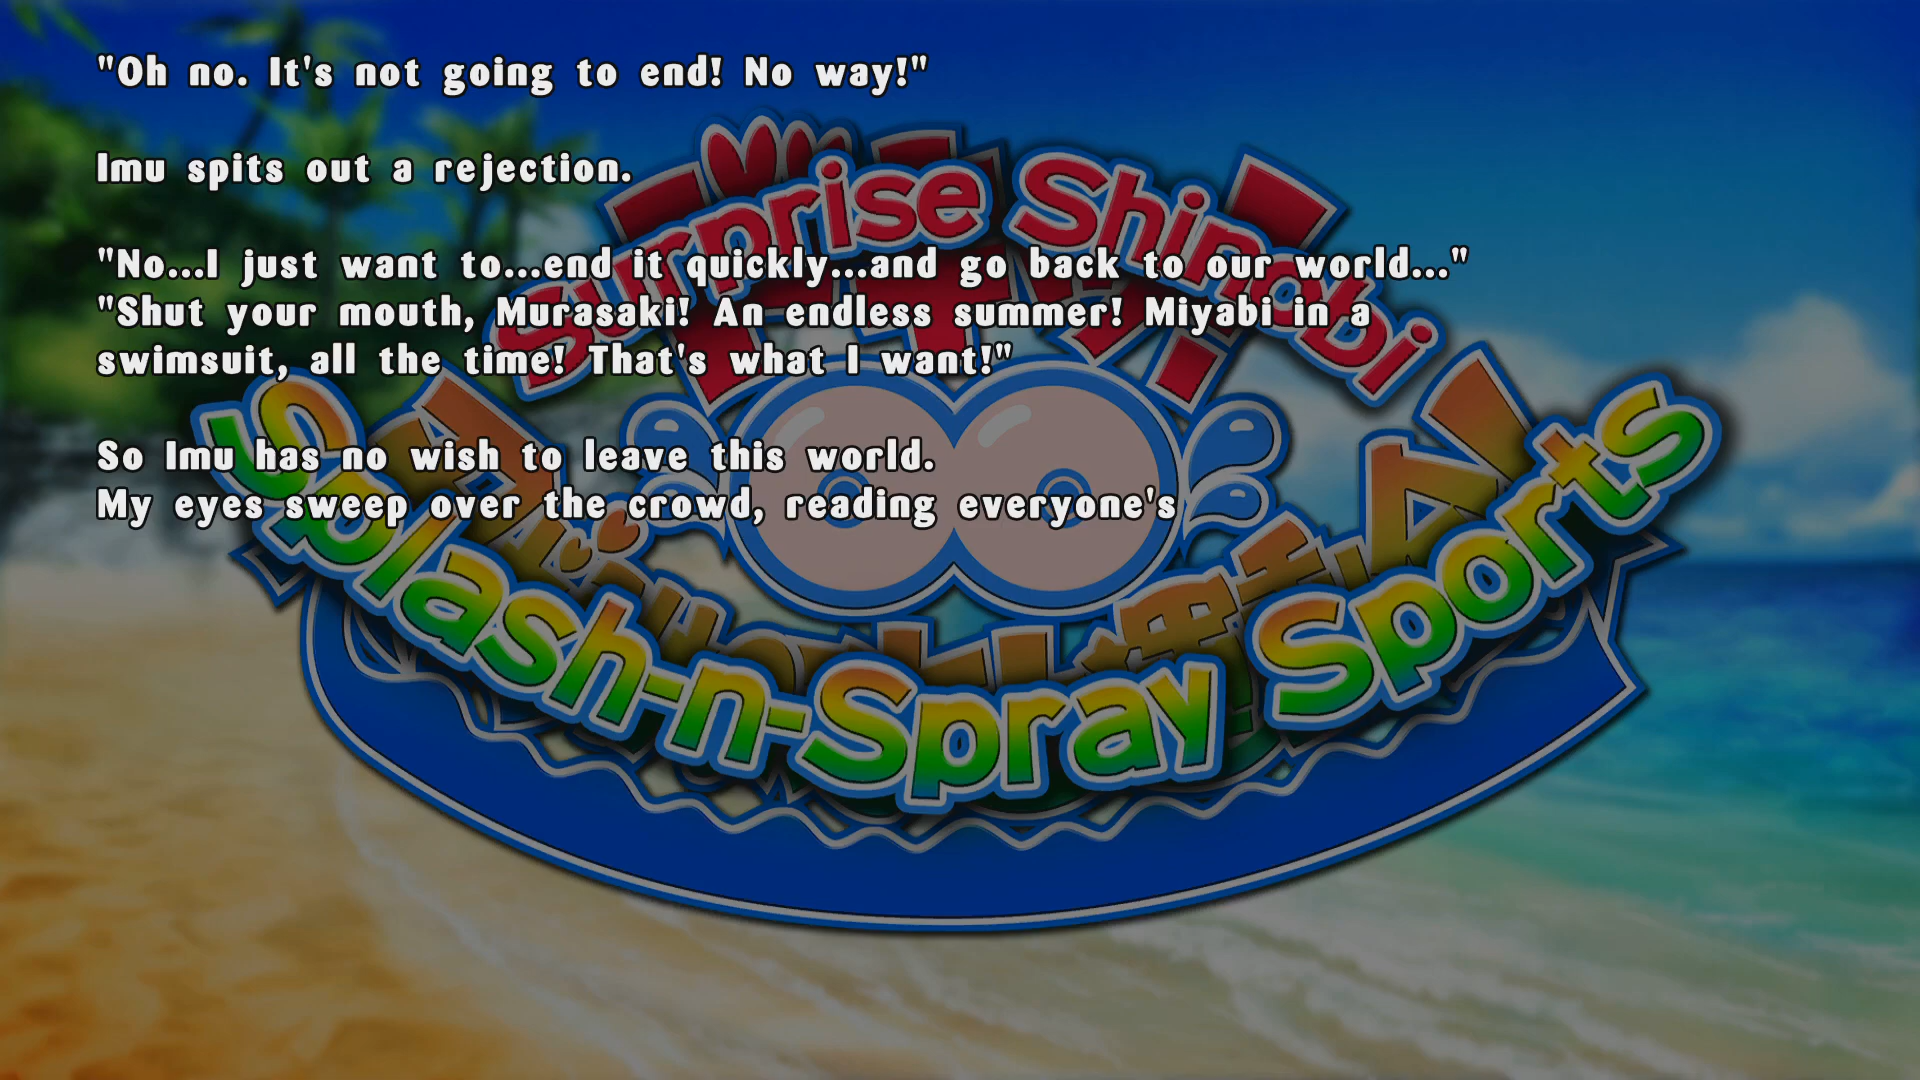 "Oh no. It's not going to end! No way!"
Imu spits out a rejection.
"No...I just want to...end it quickly...and go back to our world..."
"Shut your mouth, Murasaki! An endless summer! Miyabi in a
swimsuit, all the time! That's what I want!"
So Imu has no wish to leave this world.
My eyes sweep over the crowd, reading everyone's
Surprise Shinobi
Splash-n-Spray Sports